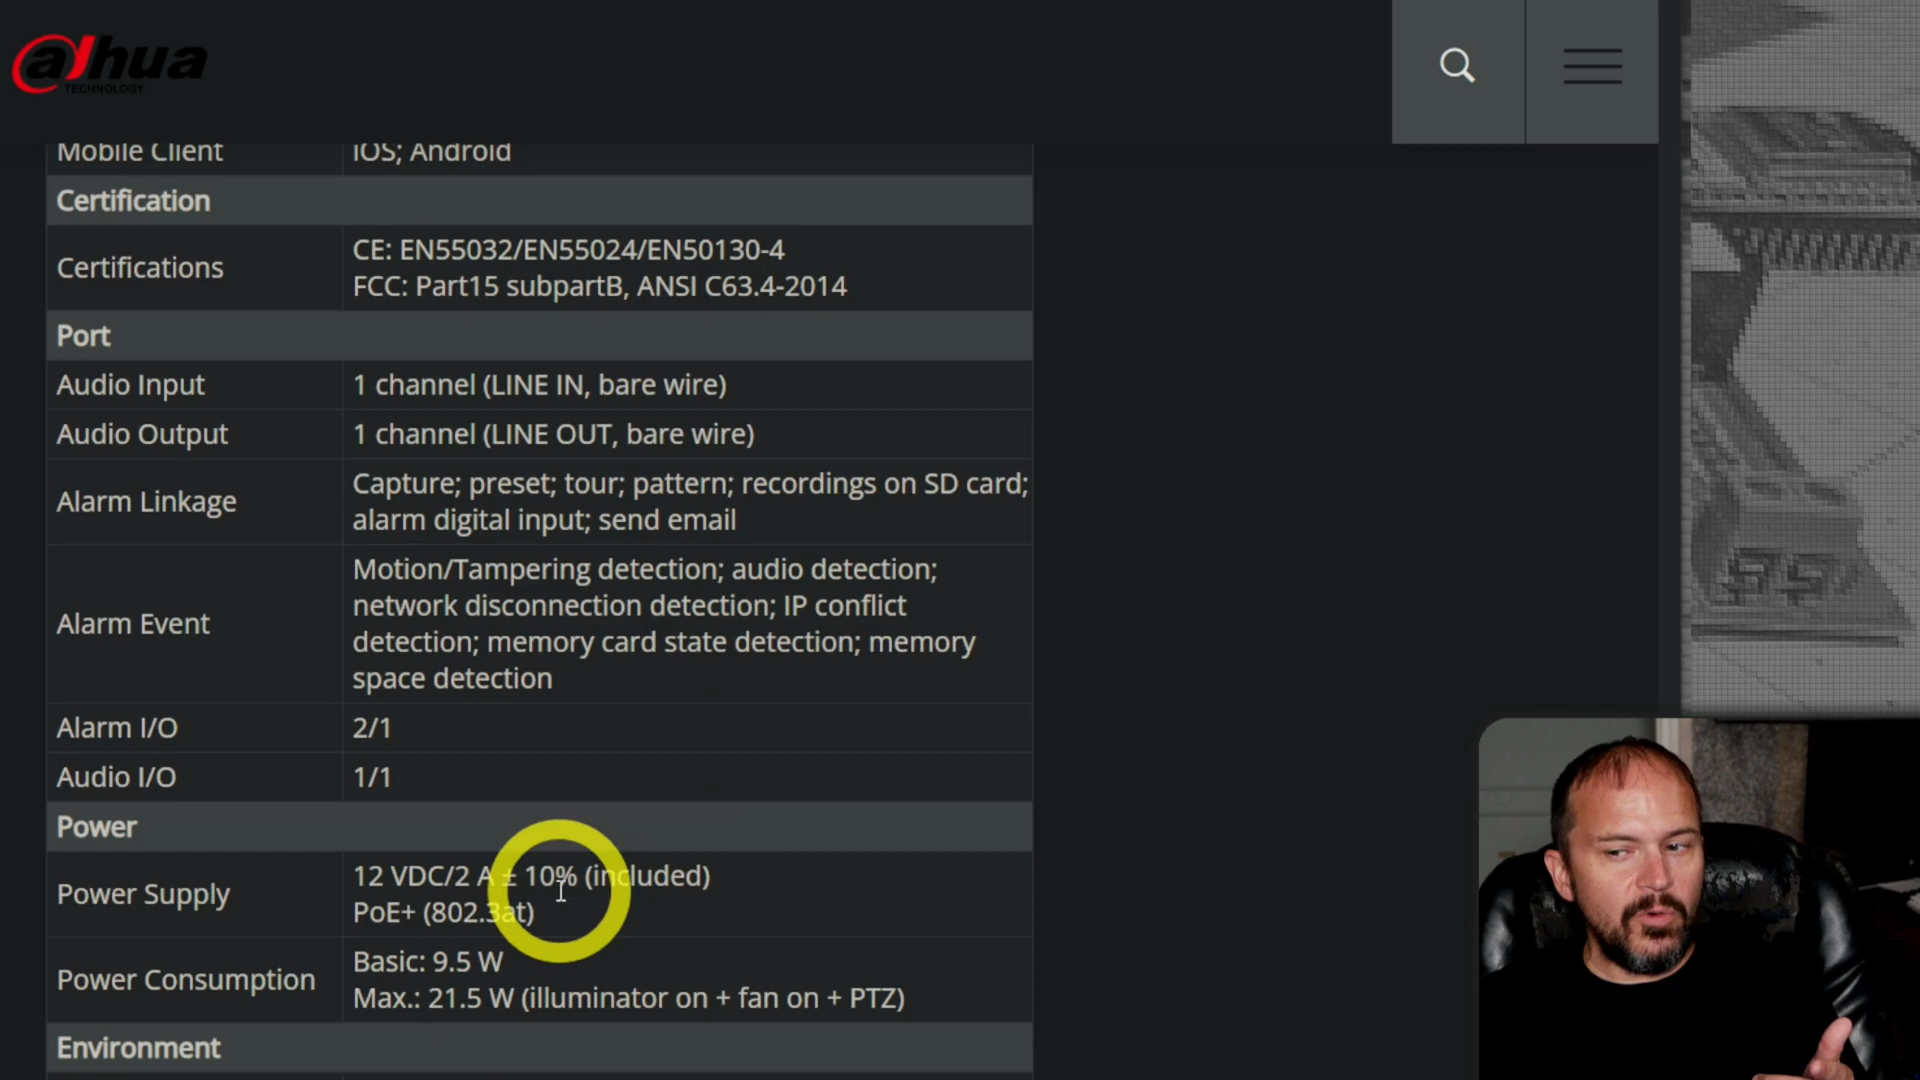 alhua
TECHNOLOGY
Mobile Client
iOS; Android
Certification
Certifications
CE: EN55032/EN55024/EN50130-4
FCC: Part15 subpartB, ANSI C63.4-2014
Port
Audio Input
1 channel (LINE IN, bare wire)
Audio Output
1 channel (LINE OUT, bare wire)
Alarm Linkage
Capture; preset; tour; pattern; recordings on SD card;
alarm digital input; send email
Alarm Event
Motion/Tampering detection; audio detection;
network disconnection detection; IP conflict
detection; memory card state detection; memory
space detection
Alarm I/O
2/1
Audio I/O
1/1
Power
Power Supply
12 VDC/2 A ± 10% (included)
PoE+ (802.3at)
Power Consumption
Basic: 9.5 W
Max.: 21.5 W (illuminator on + fan on + PTZ)
Environment